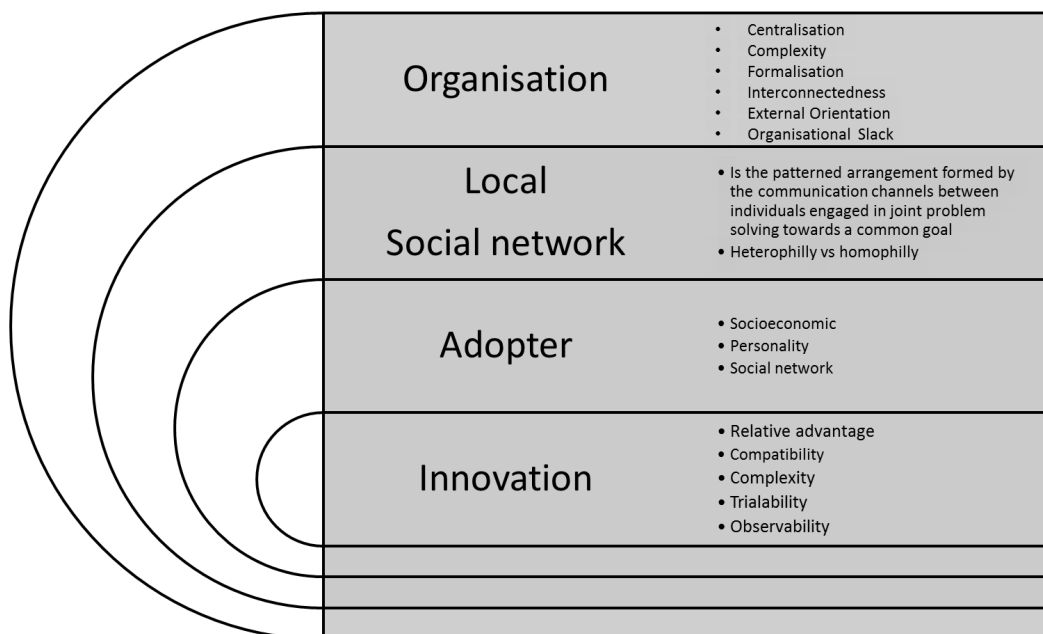 Organisation
• Centralisation
• Complexity
• Formalisation
• Interconnectedness
• External Orientation
• Organisational Slack
Local
Social network
• Is the patterned arrangement formed by
the communication channels between
individuals engaged in joint problem
solving towards a common goal
• Heterophilly vs homophilly
Adopter
• Socioeconomic
• Personality
• Social network
Innovation
• Relative advantage
• Compatibility
• Complexity
• Trialability
• Observability